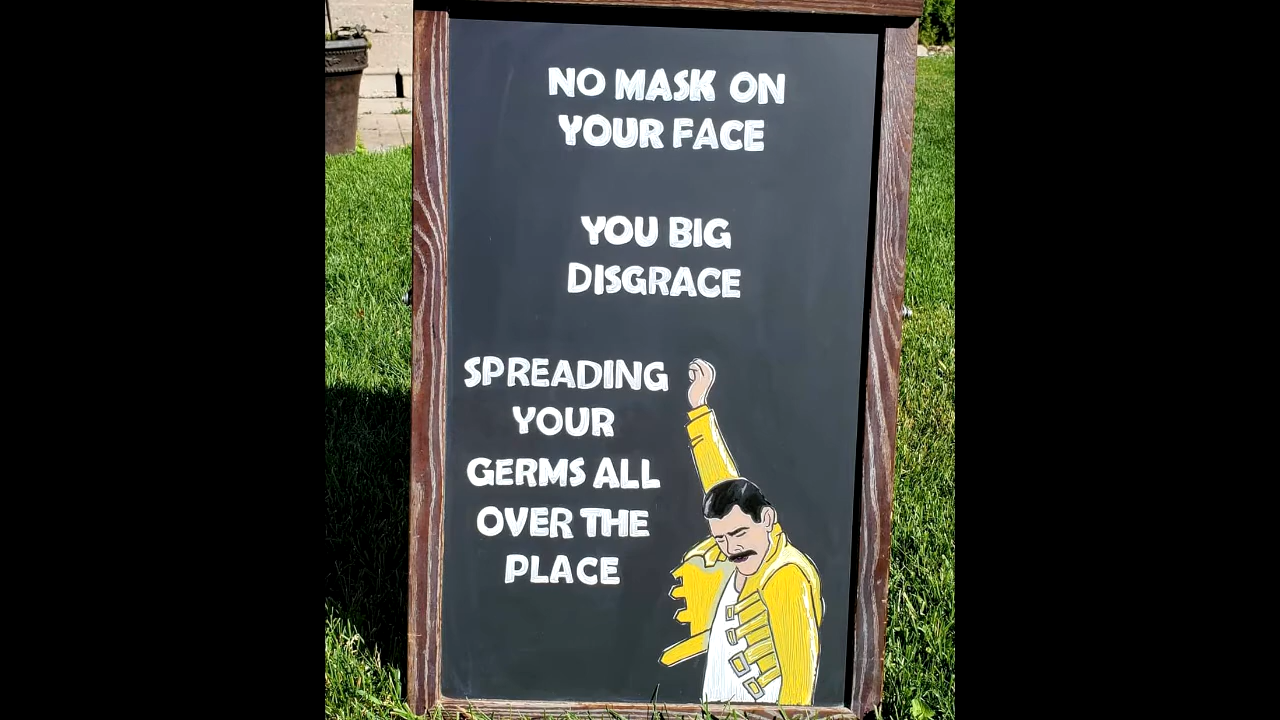 NO MASK ON
YOUR FACE
YOU BIG
DISGRACE
SPREADING
YOUR
GERMS ALL
OVER THE
PLACE